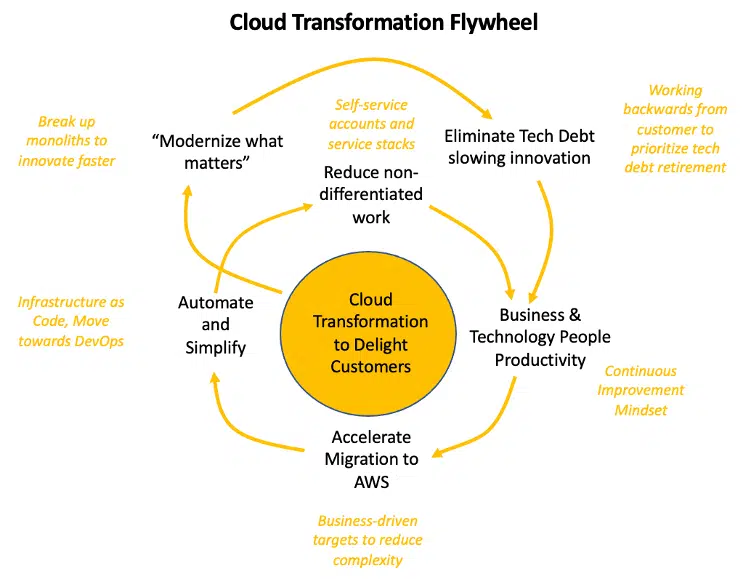 Cloud Transformation Flywheel
Break up
monoliths to
innovate faster
“Modernize what
matters”
Self-service
accounts and
service stacks
Reduce non-
differentiated
work
Eliminate Tech Debt
slowing innovation
Working
backwards from
customer to
prioritize tech
debt retirement
Infrastructure as
Code, Move
towards DevOps
Automate
and
Simplify
Cloud
Transformation
to Delight
Customers
Business &
Technology People
Productivity
Continuous
Improvement
Mindset
Accelerate
Migration to
AWS
Business-driven
targets to reduce
complexity